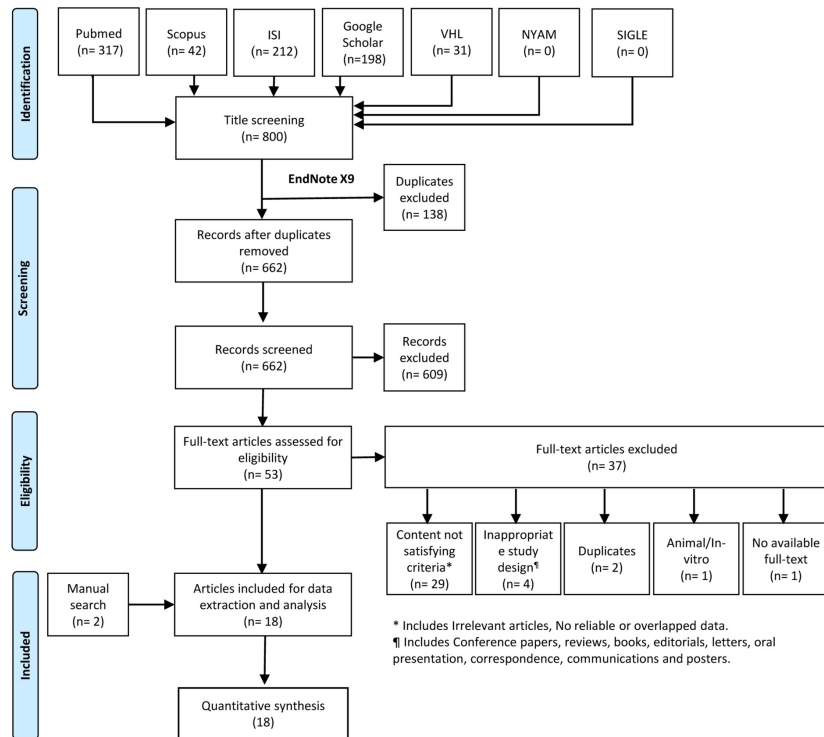 Identification
Pubmed
(n= 317)
Scopus
(n= 42)
ISI
(n= 212)
Google
Scholar
(n=198)
VHL
(n= 31)
NYAM
(n= 0)
SIGLE
(n= 0)
Title screening
(n= 800)
EndNote X9
Duplicates
excluded
(n= 138)
Screening
Records after duplicates
removed
(n= 662)
Records screened
(n= 662)
Records
excluded
(n= 609)
Eligibility
Full-text articles assessed for
eligibility
(n= 53)
Full-text articles excluded
(n= 37)
Content not
satisfying
criteria*
(n= 29)
Inappropriat
e study
design¶
(n= 4)
Duplicates
(n= 2)
Animal/In-
vitro
(n= 1)
No available
full-text
(n= 1)
Included
Manual
search
(n= 2)
Articles included for data
extraction and analysis
(n= 18)
* Includes Irrelevant articles, No reliable or overlapped data.
¶ Includes Conference papers, reviews, books, editorials, letters, oral
presentation, correspondence, communications and posters.
Quantitative synthesis
(18)